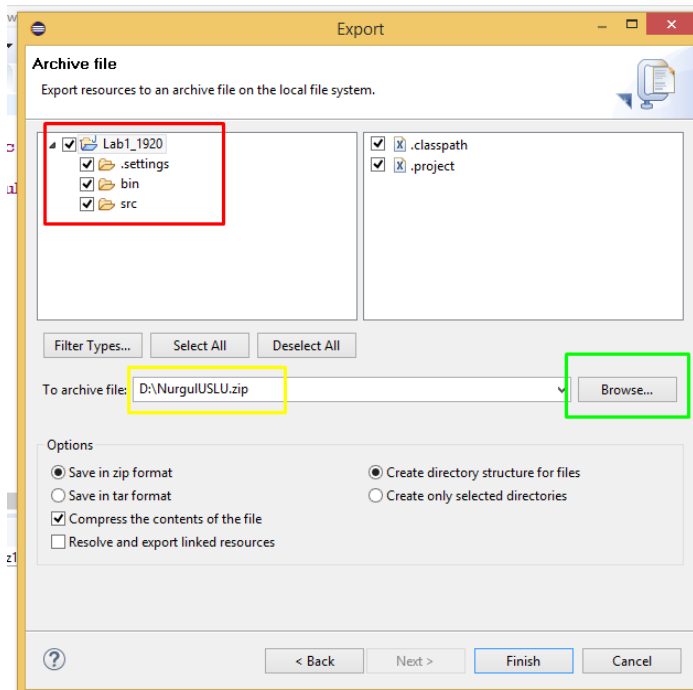 Export
Archive file
Export resources to an archive file on the local file system.
Lab1_1920
.settings
bin
src
.classpath
.project
Filter Types... Select All Deselect All
To archive file: D:\NurgulUSLU.zip Browse...
Options
Save in zip format Create directory structure for files
Save in tar format Create only selected directories
Compress the contents of the file
Resolve and export linked resources
z1
< Back Next > Finish Cancel